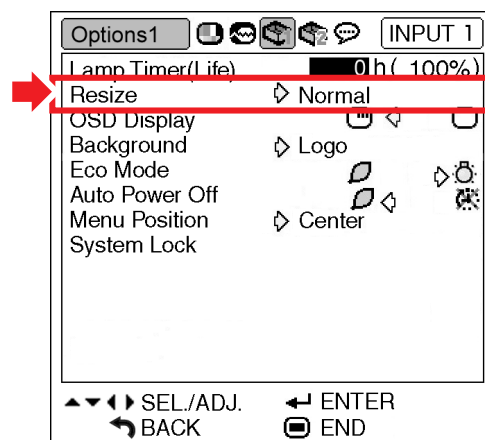 Options1 INPUT 1
Lamp Timer(Life) 0 h ( 100%)
Resize Normal
OSD Display
Background Logo
Eco Mode
Auto Power Off
Menu Position Center
System Lock
SEL./ADJ. ENTER
BACK END